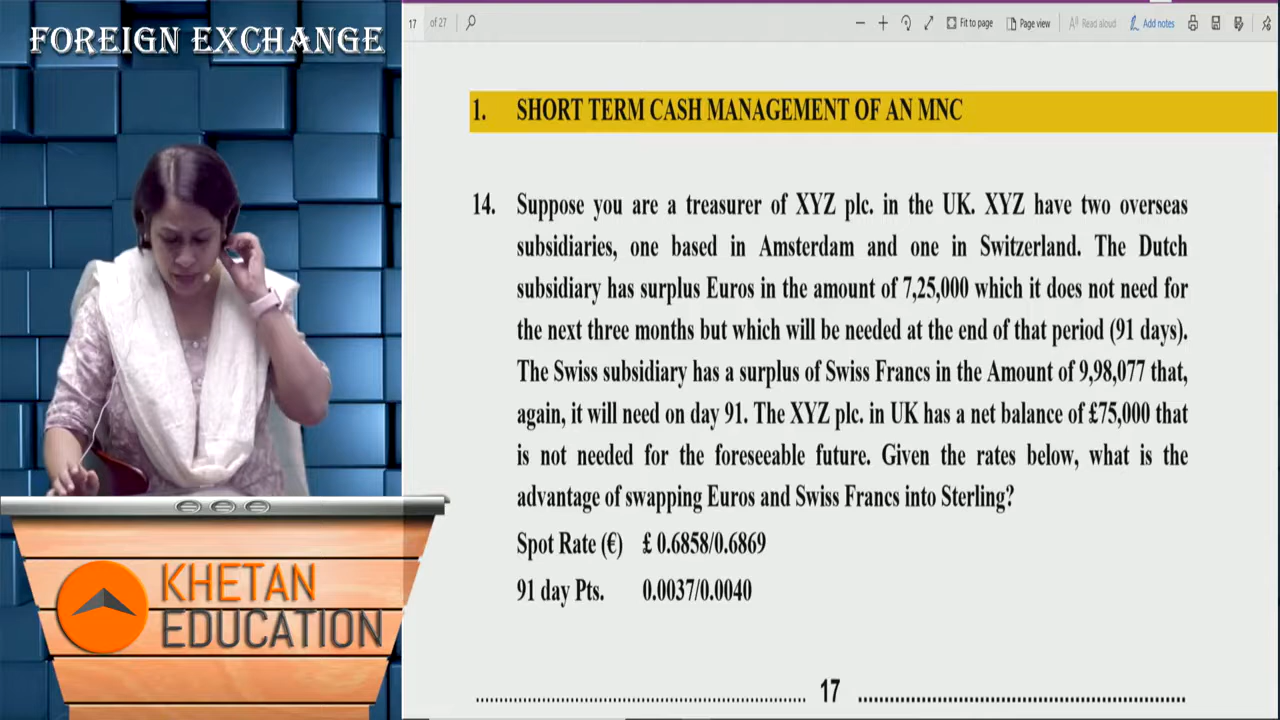 FOREIGN EXCHANGE
17 of 27
Fit to page
Page view
Read aloud
Add notes
1. SHORT TERM CASH MANAGEMENT OF AN MNC
14. Suppose you are a treasurer of XYZ plc. in the UK. XYZ have two overseas
subsidiaries, one based in Amsterdam and one in Switzerland. The Dutch
subsidiary has surplus Euros in the amount of 7,25,000 which it does not need for
the next three months but which will be needed at the end of that period (91 days).
The Swiss subsidiary has a surplus of Swiss Francs in the Amount of 9,98,077 that,
again, it will need on day 91. The XYZ plc. in UK has a net balance of £75,000 that
is not needed for the foreseeable future. Given the rates below, what is the
advantage of swapping Euros and Swiss Francs into Sterling?
Spot Rate (€) £ 0.6858/0.6869
91 day Pts. 0.0037/0.0040
17
KHETAN
EDUCATION